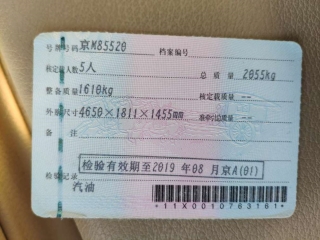 号牌号码 京M85520 档案编号
核定载人数 5人 总质量 2055kg
整备质量 1610kg 核定载质量 --
外廓尺寸 4650×1811×1455mm 准牵引总质量 --
备注
检验有效期至2019年08月京A(01)
检验记录
汽油
*11X0010763161*